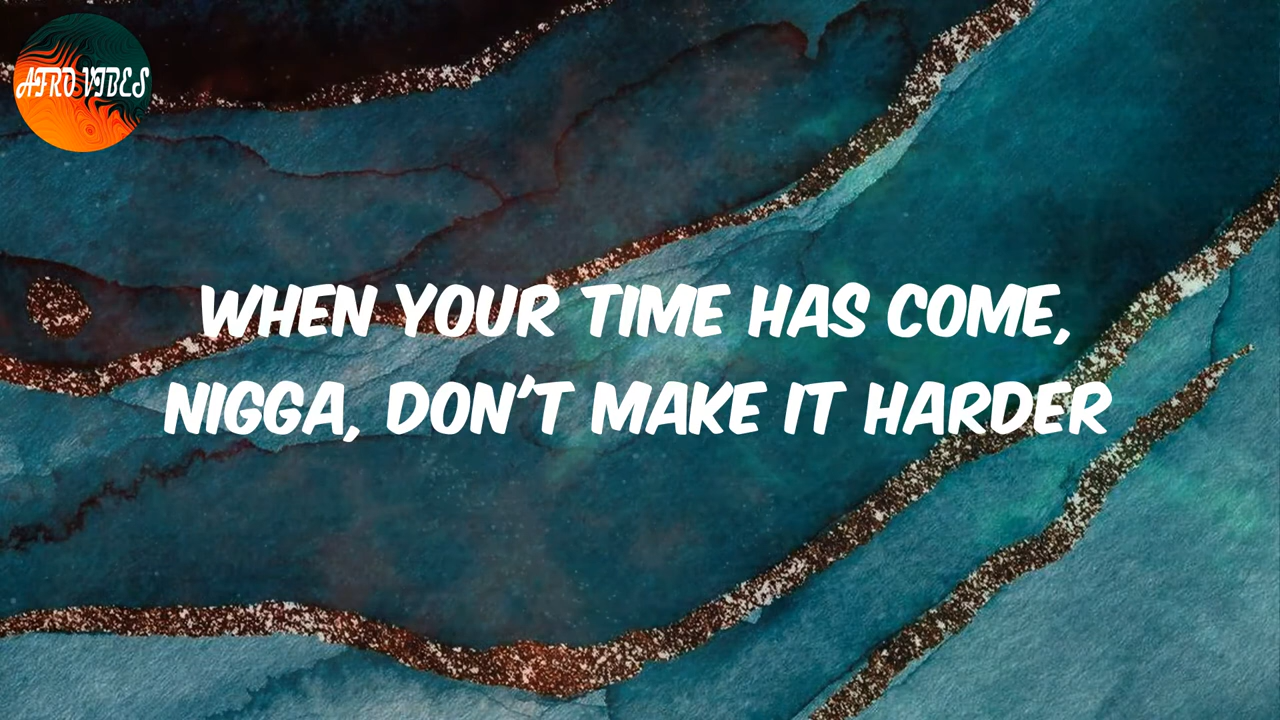 AFRO VIBES
WHEN YOUR TIME HAS COME,
NIGGA, DON'T MAKE IT HARDER